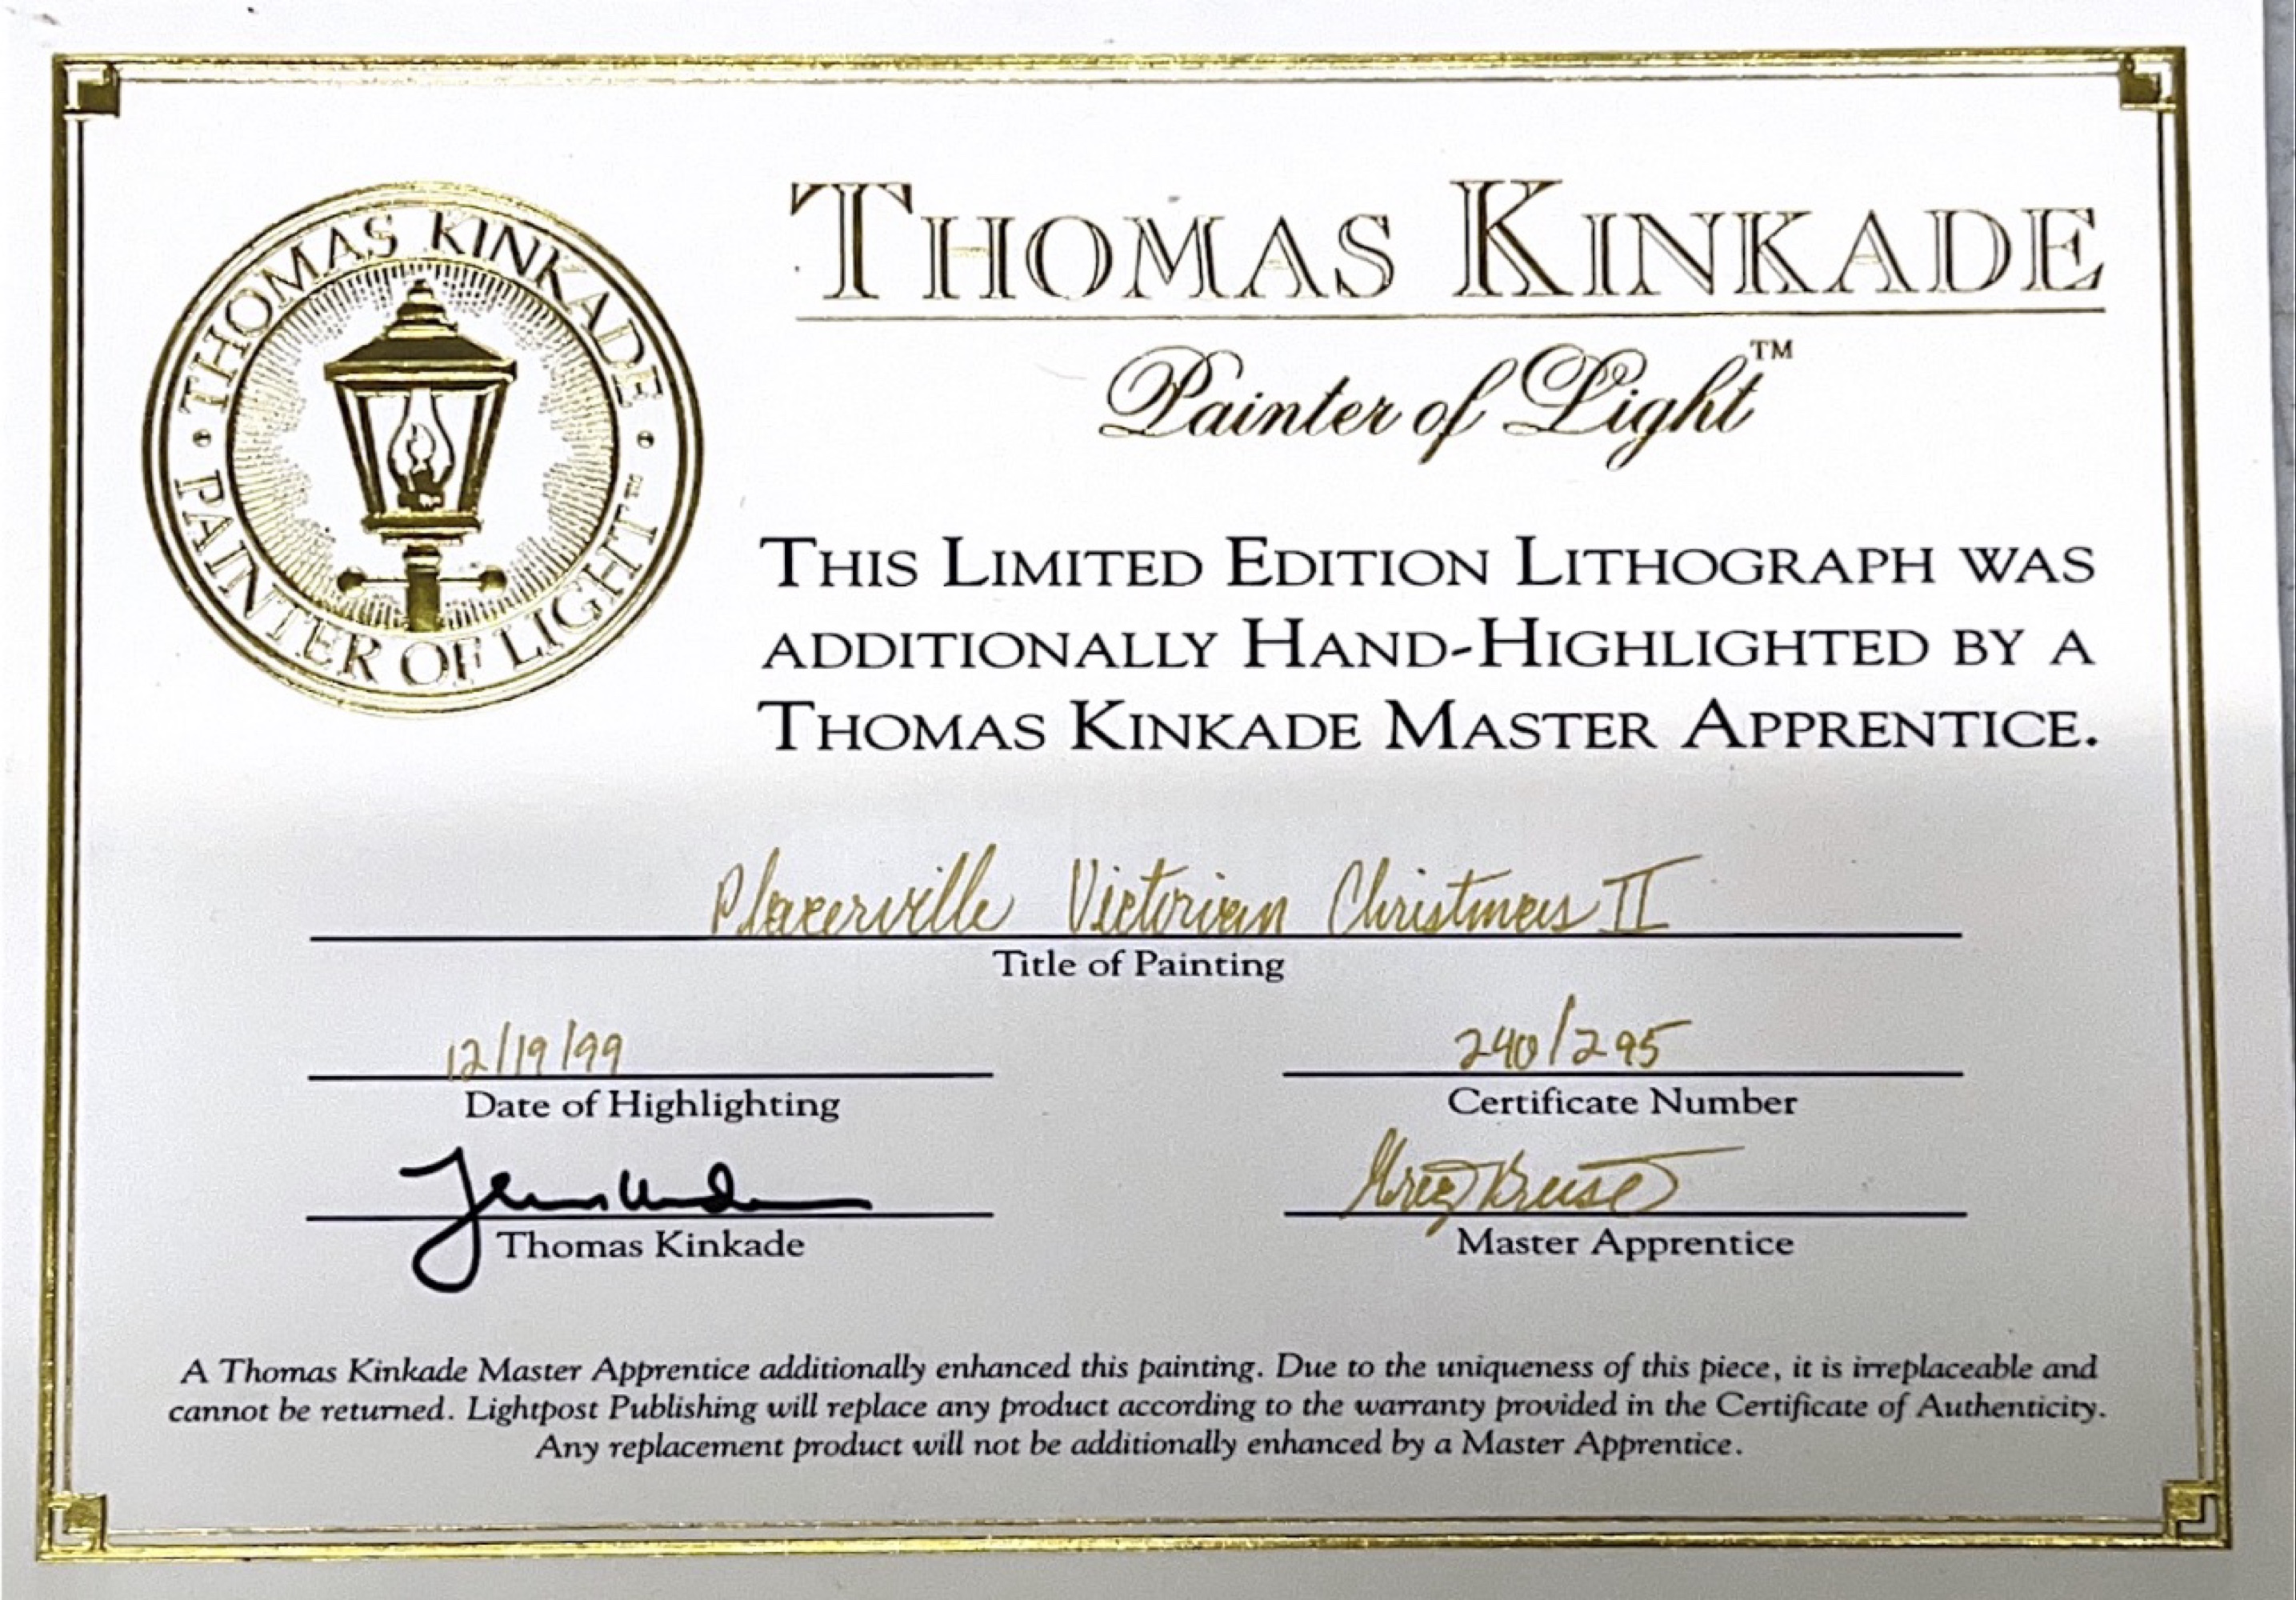 THOMAS KINKADE
PAINTER OF LIGHT™
THOMAS KINKADE
Painter of Light™
THIS LIMITED EDITION LITHOGRAPH WAS
ADDITIONALLY HAND-HIGHLIGHTED BY A
THOMAS KINKADE MASTER APPRENTICE.
Placerville Victorian Christmas II
Title of Painting
12/19/99
240/295
Date of Highlighting
Certificate Number
Greg Kruse
Thomas Kinkade
Master Apprentice
A Thomas Kinkade Master Apprentice additionally enhanced this painting. Due to the uniqueness of this piece, it is irreplaceable and
cannot be returned. Lightpost Publishing will replace any product according to the warranty provided in the Certificate of Authenticity.
Any replacement product will not be additionally enhanced by a Master Apprentice.